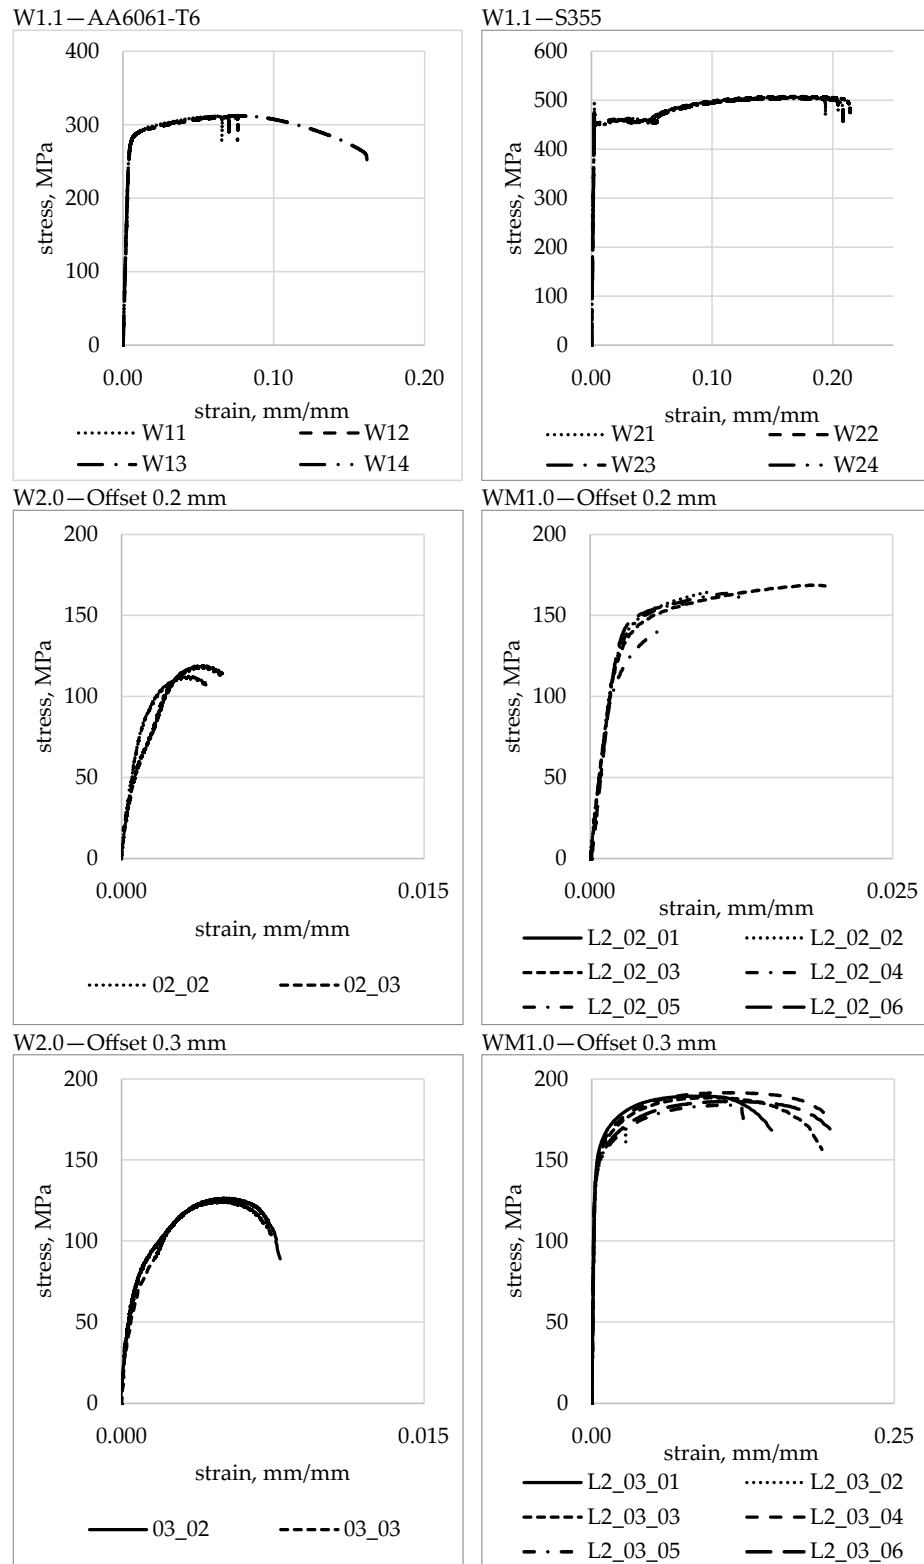 W1.1—AA6061-T6
400
300
200
100
0
stress, MPa
0.00 0.10 0.20
strain, mm/mm
W11 W12
W13 W14
W1.1—S355
600
500
400
300
200
100
0
stress, MPa
0.00 0.10 0.20
strain, mm/mm
W21 W22
W23 W24
W2.0—Offset 0.2 mm
200
150
100
50
0
stress, MPa
0.000 0.015
strain, mm/mm
02_02 02_03
WM1.0—Offset 0.2 mm
200
150
100
50
0
stress, MPa
0.000 0.025
strain, mm/mm
L2_02_01 L2_02_02
L2_02_03 L2_02_04
L2_02_05 L2_02_06
W2.0—Offset 0.3 mm
200
150
100
50
0
stress, MPa
0.000 0.015
strain, mm/mm
03_02 03_03
WM1.0—Offset 0.3 mm
200
150
100
50
0
stress, MPa
0.00 0.25
strain, mm/mm
L2_03_01 L2_03_02
L2_03_03 L2_03_04
L2_03_05 L2_03_06